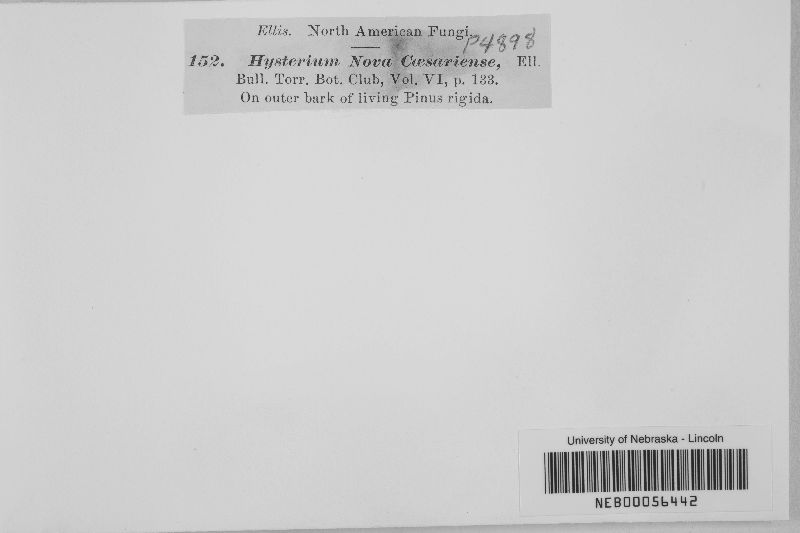 Ellis. North American Fungi.
P4898
152. Hysterium Nova Cæsariense, Ell.
Bull. Torr. Bot. Club, Vol. VI, p. 133.
On outer bark of living Pinus rigida.
University of Nebraska - Lincoln
NEB00056442